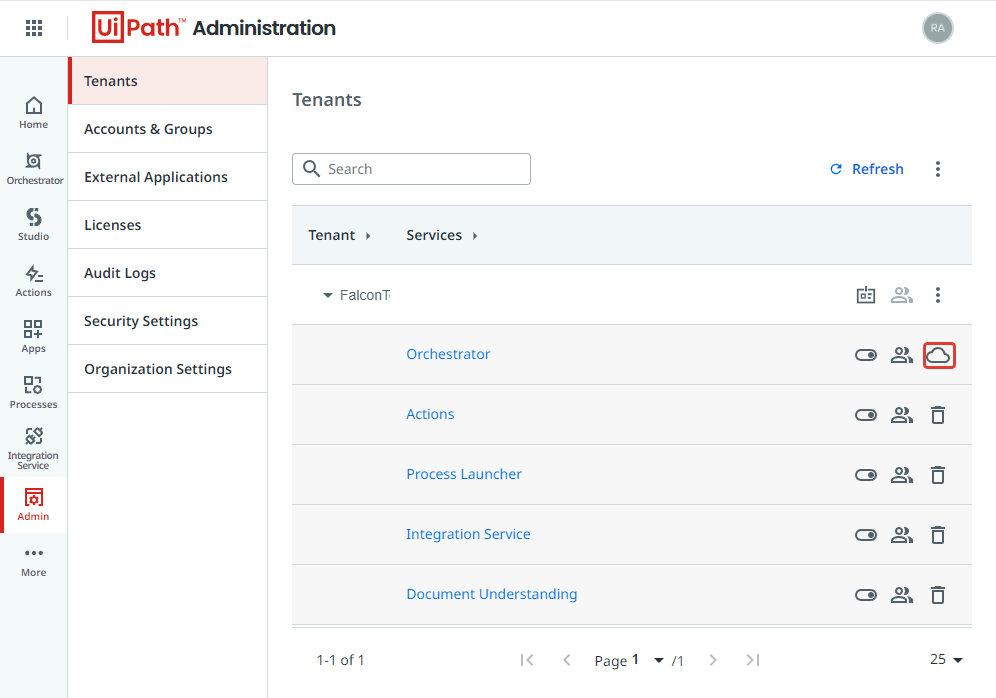 UiPath™ Administration
RA
Home
Orchestrator
Studio
Actions
Apps
Processes
Integration
Service
Admin
More
Tenants
Accounts & Groups
External Applications
Licenses
Audit Logs
Security Settings
Organization Settings
Tenants
Search
Refresh
Tenant
Services
Orchestrator
Actions
Process Launcher
Integration Service
Document Understanding
1-1 of 1
Page 1 /1
25